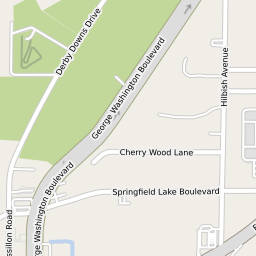 Derby Downs Drive
George Washington Boulevard
Hilbish Avenue
Cherry Wood Lane
Springfield Lake Boulevard
George Washington Boulevard
ssillon Road